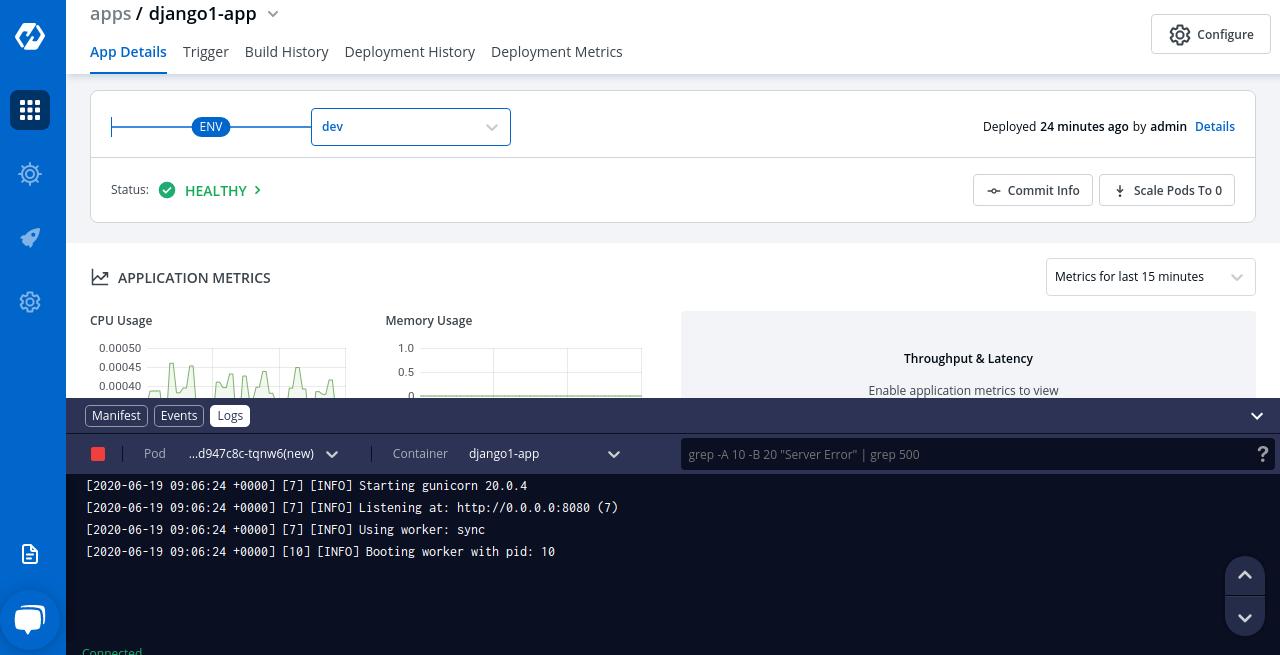 apps / django1-app
App Details Trigger Build History Deployment History Deployment Metrics
Configure
ENV dev
Deployed 24 minutes ago by admin Details
Status: HEALTHY
Commit Info Scale Pods To 0
APPLICATION METRICS
Metrics for last 15 minutes
CPU Usage
0.00050
0.00045
0.00040
Memory Usage
1.0
0.5
0
Throughput & Latency
Enable application metrics to view
Manifest Events Logs
Pod ...d947c8c-tqnw6(new) Container django1-app grep -A 10 -B 20 "Server Error" | grep 500 ?
[2020-06-19 09:06:24 +0000] [7] [INFO] Starting gunicorn 20.0.4
[2020-06-19 09:06:24 +0000] [7] [INFO] Listening at: http://0.0.0.0:8080 (7)
[2020-06-19 09:06:24 +0000] [7] [INFO] Using worker: sync
[2020-06-19 09:06:24 +0000] [10] [INFO] Booting worker with pid: 10
Connected